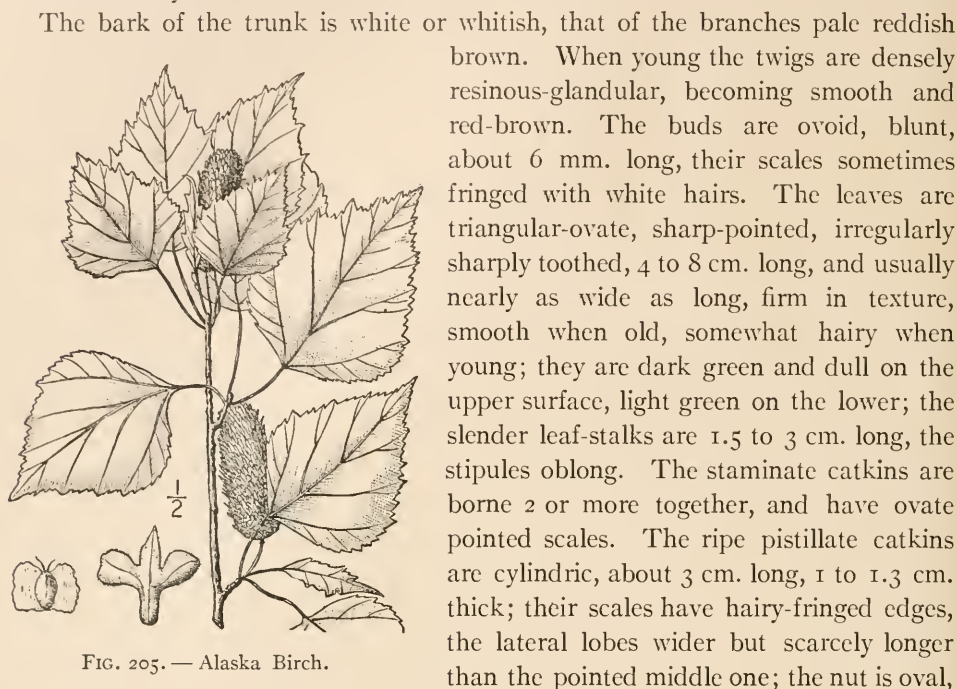 The bark of the trunk is white or whitish, that of the branches pale reddish
brown. When young the twigs are densely
resinous-glandular, becoming smooth and
red-brown. The buds are ovoid, blunt,
about 6 mm. long, their scales sometimes
fringed with white hairs. The leaves are
triangular-ovate, sharp-pointed, irregularly
sharply toothed, 4 to 8 cm. long, and usually
nearly as wide as long, firm in texture,
smooth when old, somewhat hairy when
young; they are dark green and dull on the
upper surface, light green on the lower; the
slender leaf-stalks are 1.5 to 3 cm. long, the
stipules oblong. The staminate catkins are
borne 2 or more together, and have ovate
pointed scales. The ripe pistillate catkins
are cylindric, about 3 cm. long, 1 to 1.3 cm.
thick; their scales have hairy-fringed edges,
the lateral lobes wider but scarcely longer
than the pointed middle one; the nut is oval,
1/2
FIG. 205. — Alaska Birch.